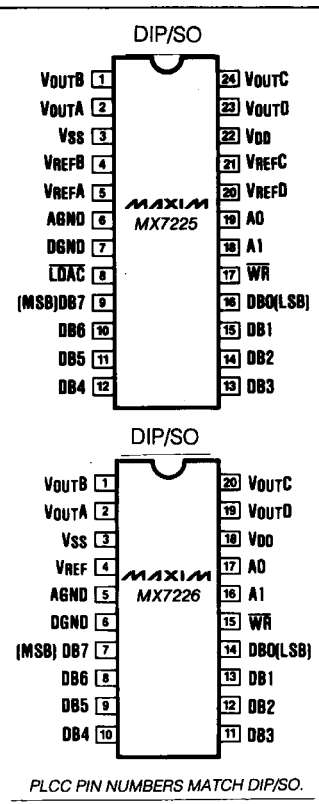 DIP/SO
VOUTB 1 24 VOUTC
VOUTA 2 23 VOUTD
VSS 3 22 VDD
VREFB 4 21 VREFC
VREFA 5 20 VREFD
MAXIM
AGND 6 19 A0
MX7225
DGND 7 18 A1
LDAC 8 17 WR
(MSB)DB7 9 16 DB0(LSB)
DB6 10 15 DB1
DB5 11 14 DB2
DB4 12 13 DB3
DIP/SO
VOUTB 1 20 VOUTC
VOUTA 2 19 VOUTD
VSS 3 18 VDD
VREF 4 17 A0
MAXIM
AGND 5 16 A1
MX7226
DGND 6 15 WR
(MSB) DB7 7 14 DB0(LSB)
DB6 8 13 DB1
DB5 9 12 DB2
DB4 10 11 DB3
PLCC PIN NUMBERS MATCH DIP/SO.